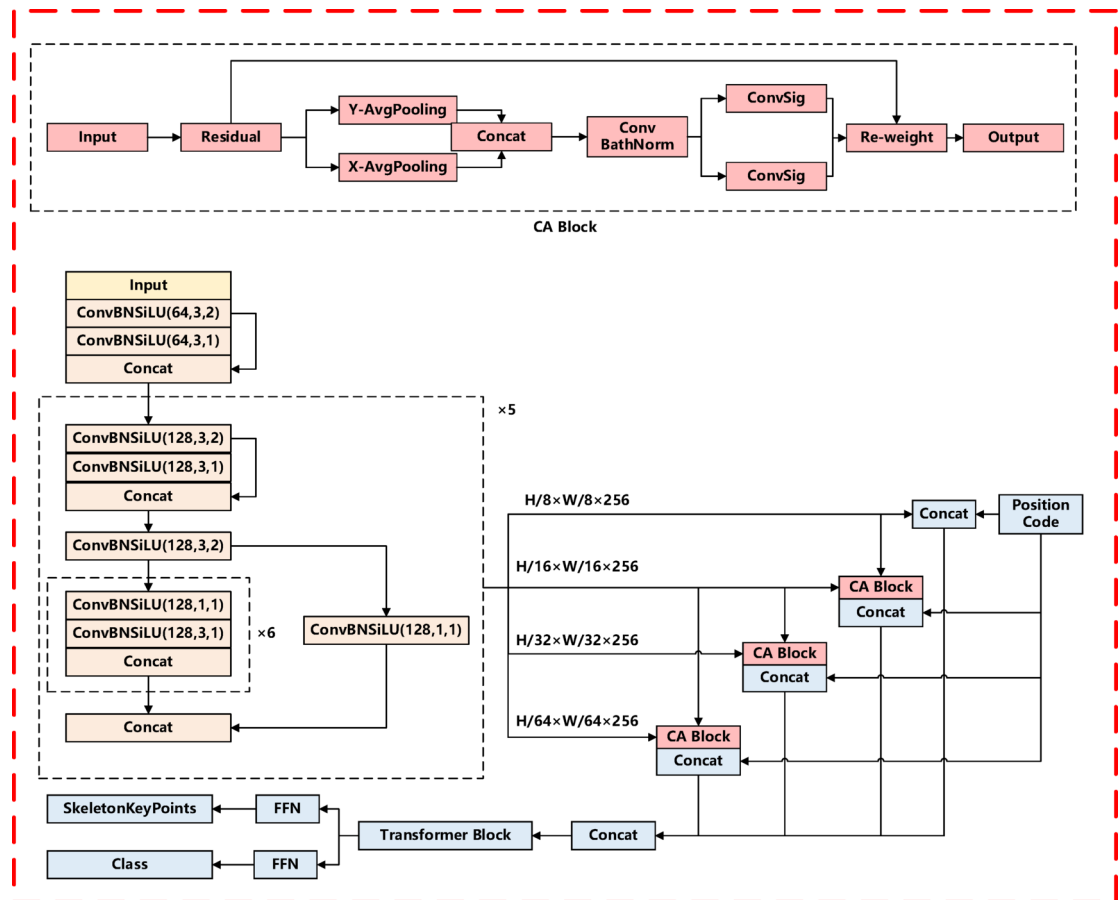 Input
Residual
Y-AvgPooling
X-AvgPooling
Concat
Conv
BathNorm
ConvSig
ConvSig
Re-weight
Output
CA Block
Input
ConvBNSiLU(64,3,2)
ConvBNSiLU(64,3,1)
Concat
×5
ConvBNSiLU(128,3,2)
ConvBNSiLU(128,3,1)
Concat
ConvBNSiLU(128,3,2)
ConvBNSiLU(128,1,1)
ConvBNSiLU(128,3,1)
Concat
×6
ConvBNSiLU(128,1,1)
Concat
H/8×W/8×256
Concat
Position
Code
H/16×W/16×256
CA Block
Concat
H/32×W/32×256
CA Block
Concat
H/64×W/64×256
CA Block
Concat
SkeletonKeyPoints
FFN
Transformer Block
Concat
Class
FFN